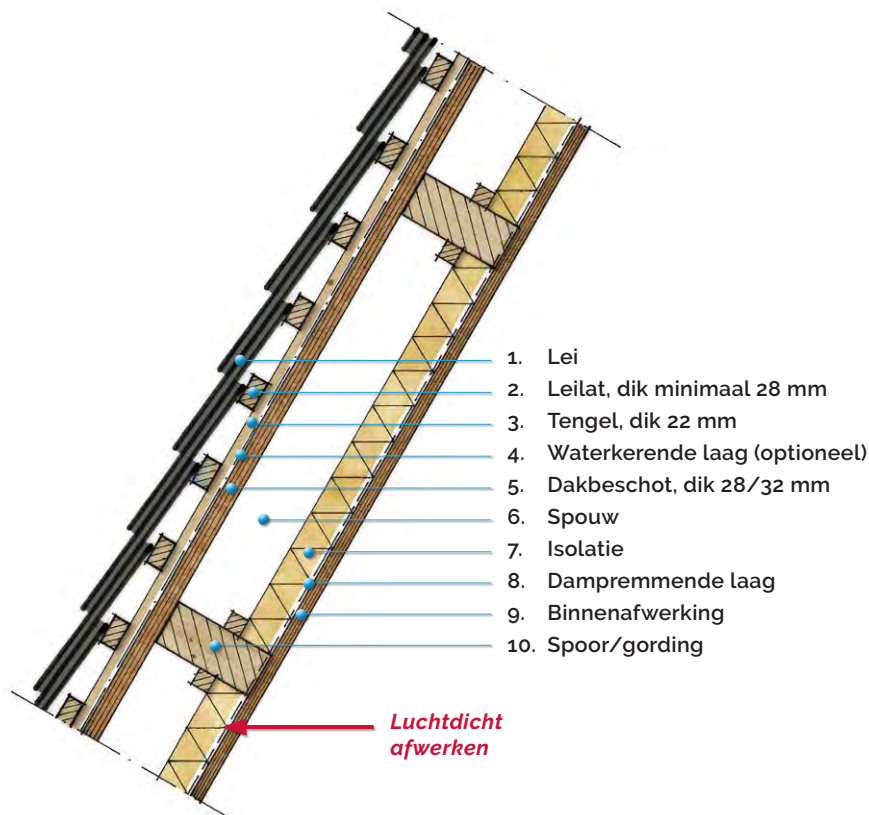 1. Lei
2. Leilat, dik minimaal 28 mm
3. Tengel, dik 22 mm
4. Waterkerende laag (optioneel)
5. Dakbeschot, dik 28/32 mm
6. Spouw
7. Isolatie
8. Dampremmende laag
9. Binnenafwerking
10. Spoor/gording
Luchtdicht
afwerken